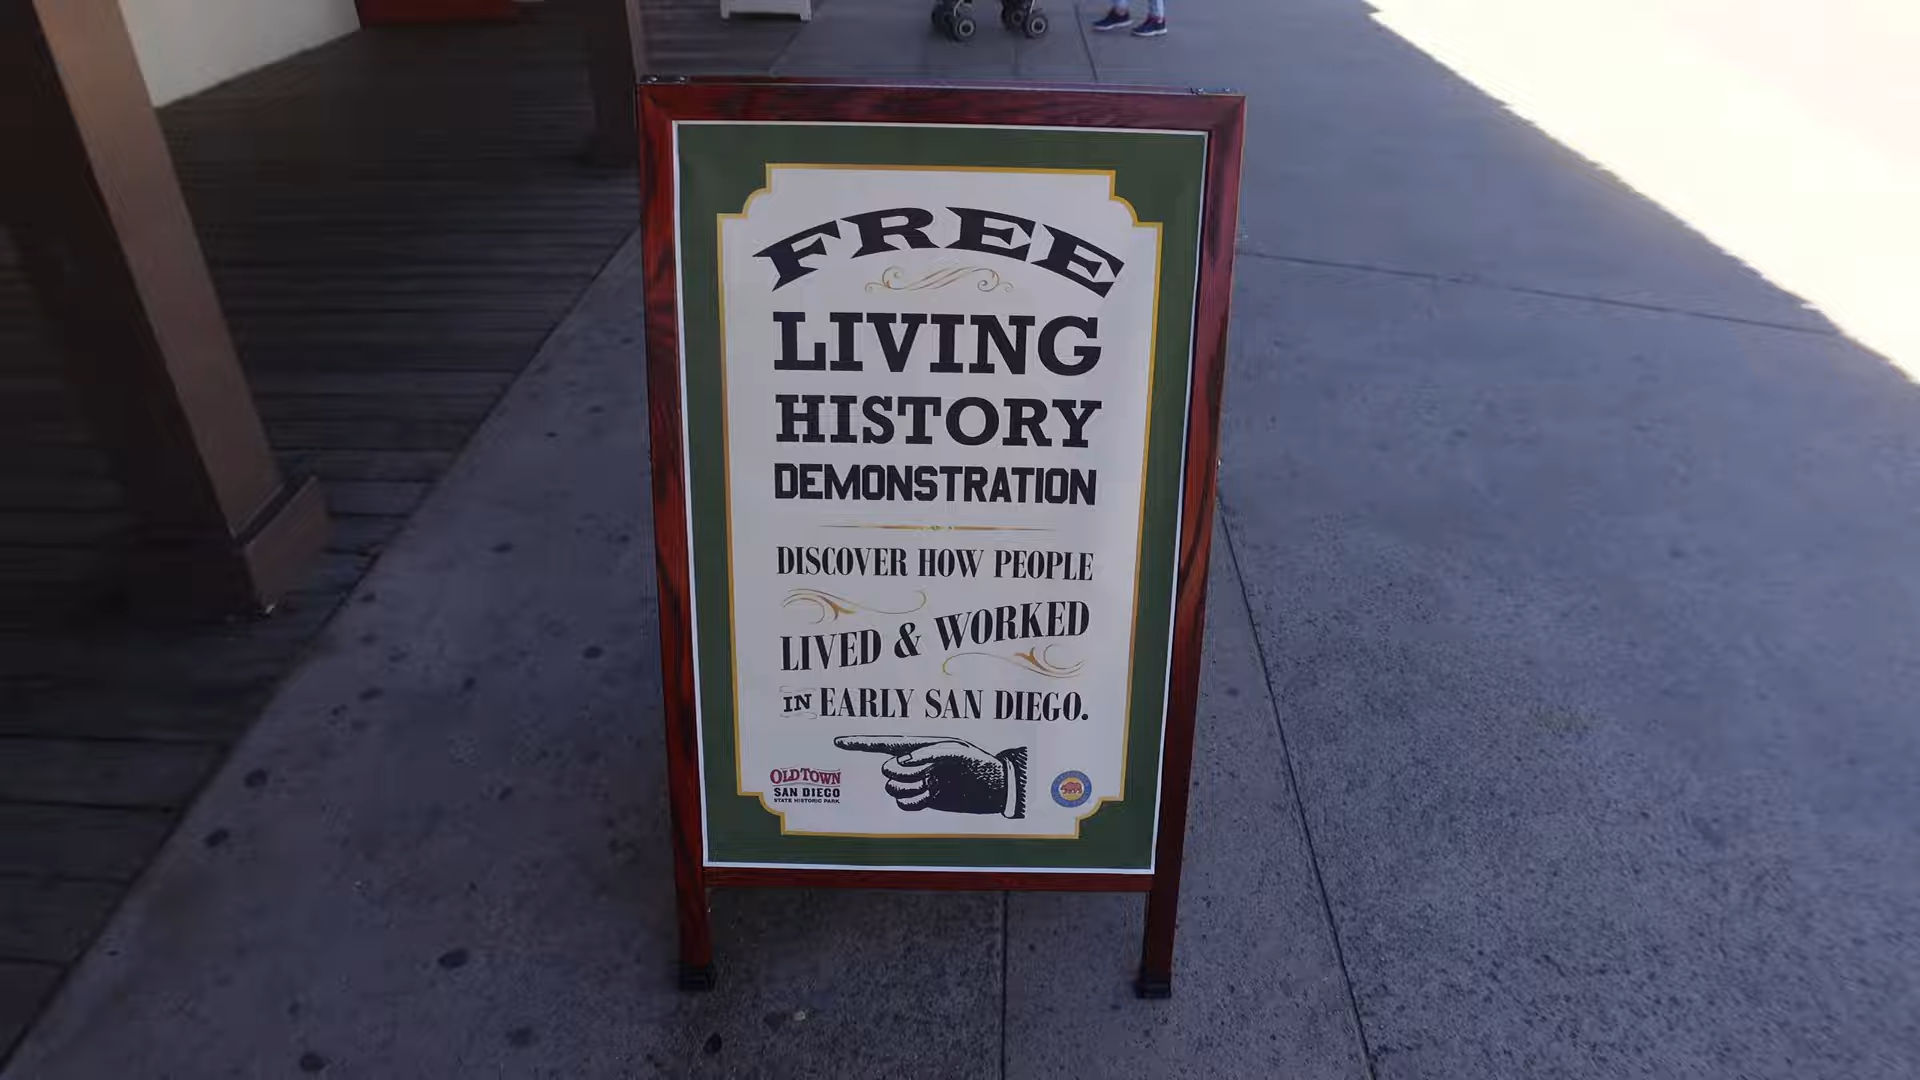 FREE
LIVING
HISTORY
DEMONSTRATION
DISCOVER HOW PEOPLE
LIVED & WORKED
IN EARLY SAN DIEGO.
OLD TOWN
SAN DIEGO
STATE HISTORIC PARK